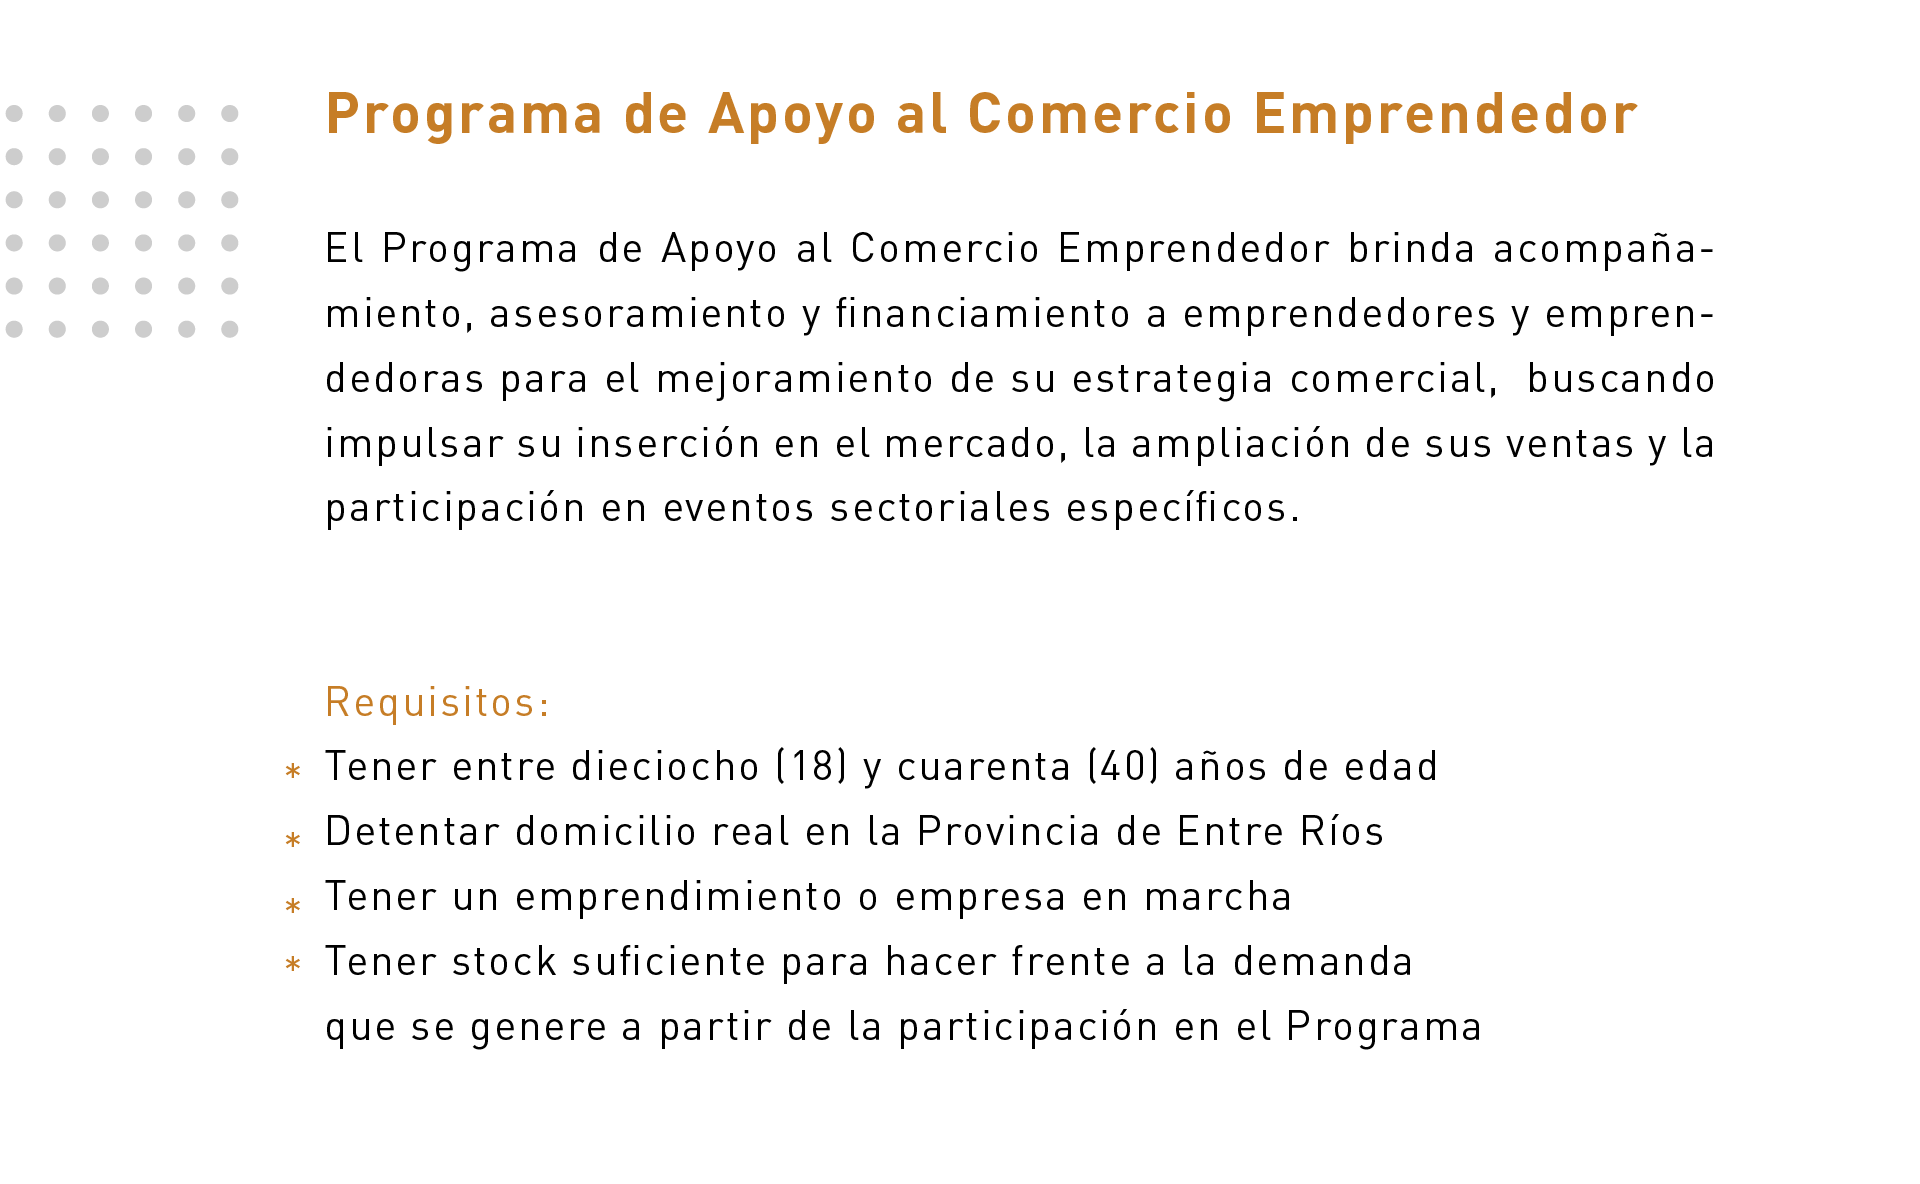 Programa de Apoyo al Comercio Emprendedor
El Programa de Apoyo al Comercio Emprendedor brinda acompaña-
miento, asesoramiento y financiamiento a emprendedores y empren-
dedoras para el mejoramiento de su estrategia comercial, buscando
impulsar su inserción en el mercado, la ampliación de sus ventas y la
participación en eventos sectoriales específicos.
Requisitos:
* Tener entre dieciocho (18) y cuarenta (40) años de edad
* Detentar domicilio real en la Provincia de Entre Ríos
* Tener un emprendimiento o empresa en marcha
* Tener stock suficiente para hacer frente a la demanda
que se genere a partir de la participación en el Programa